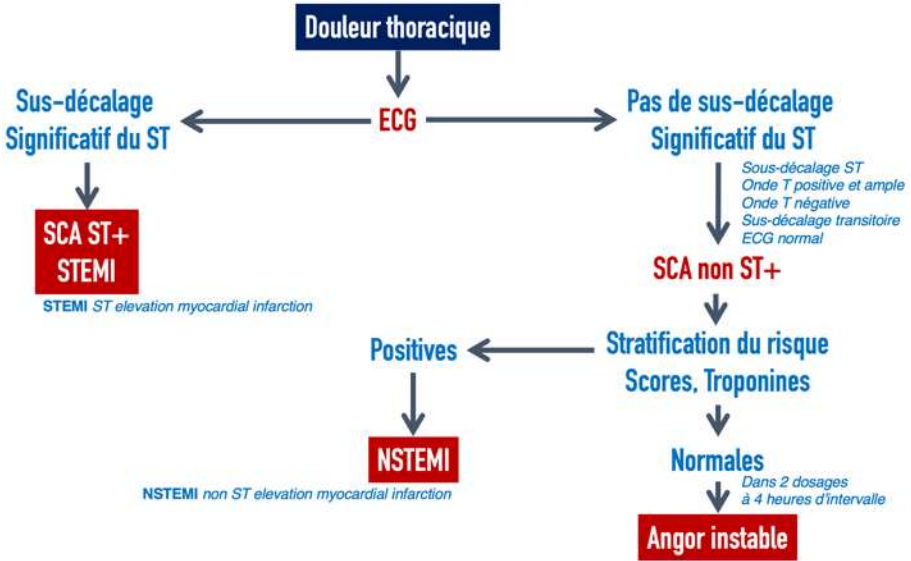 Douleur thoracique
ECG
Sus-décalage
Significatif du ST
Pas de sus-décalage
Significatif du ST
Sous-décalage ST
Onde T positive et ample
Onde T négative
Sus-décalage transitoire
ECG normal
SCA ST+
STEMI
STEMI ST elevation myocardial infarction
SCA non ST+
Stratification du risque
Scores, Troponines
Positives
NSTEMI
NSTEMI non ST elevation myocardial infarction
Normales
Dans 2 dosages
à 4 heures d'intervalle
Angor instable